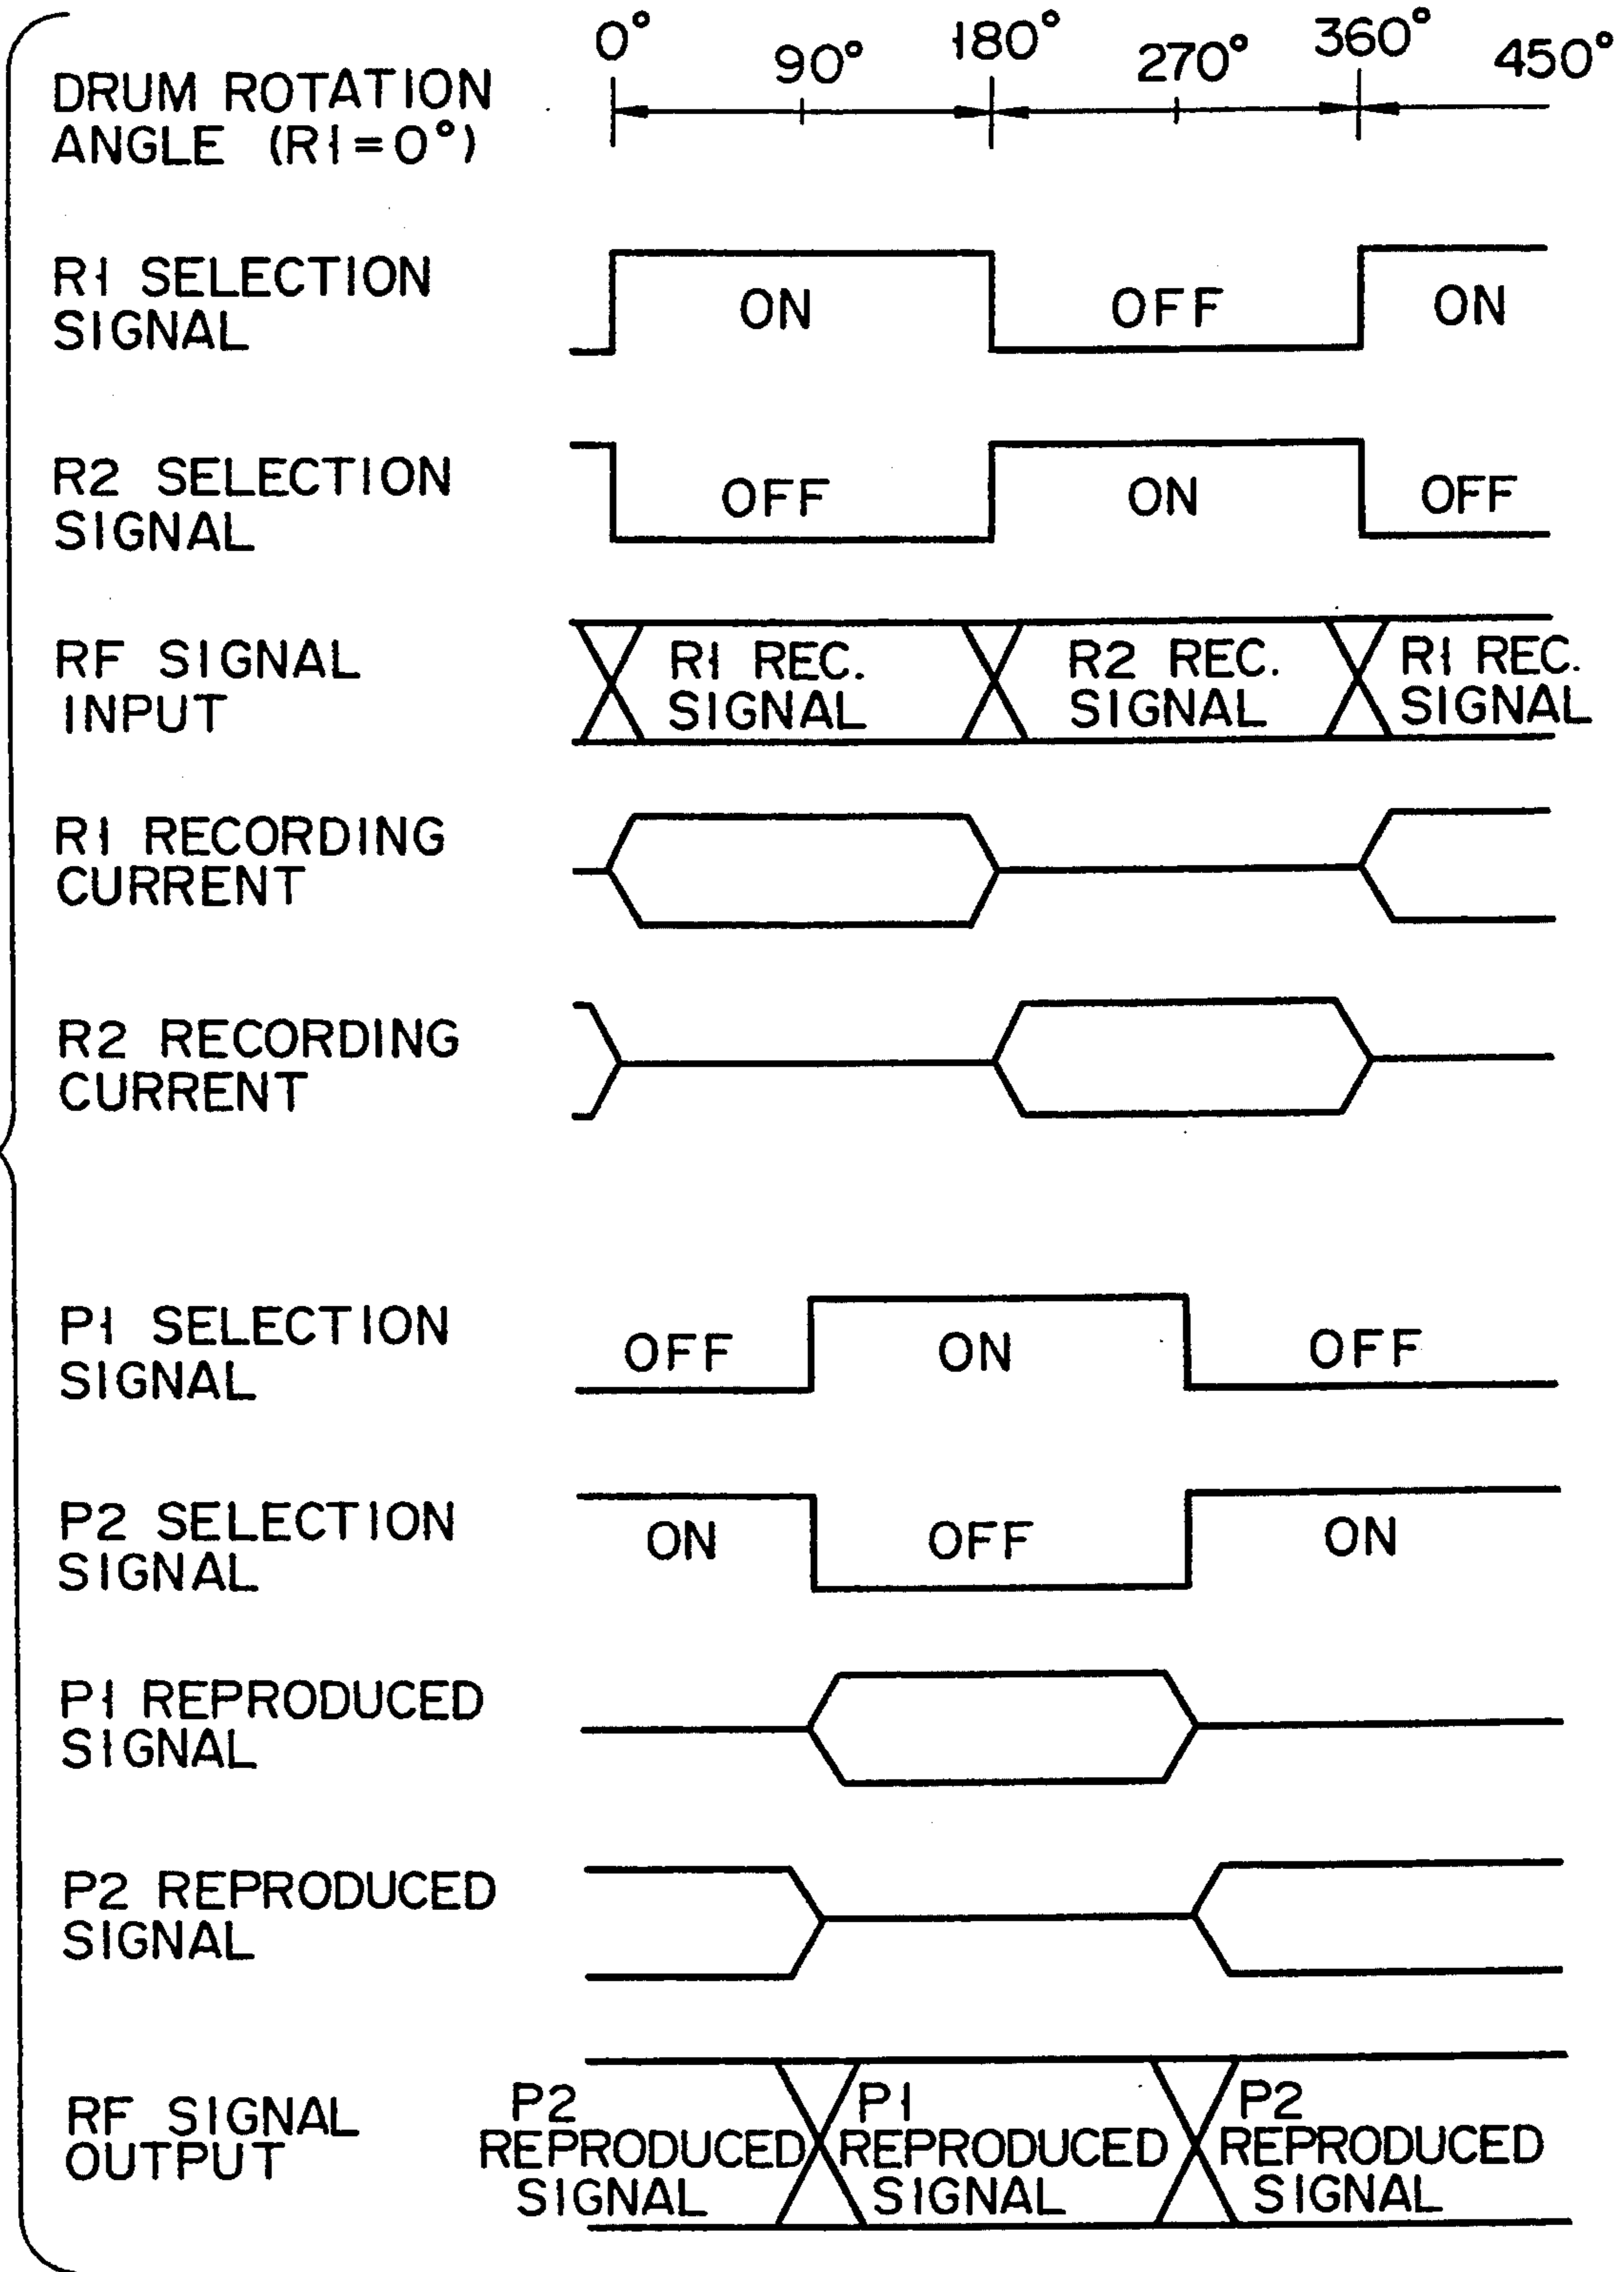 0° 90° 180° 270° 360° 450°
DRUM ROTATION
ANGLE (R1=0°)
R1 SELECTION
SIGNAL
ON OFF ON
R2 SELECTION
SIGNAL
OFF ON OFF
RF SIGNAL
INPUT
R1 REC.
SIGNAL
R2 REC.
SIGNAL
R1 REC.
SIGNAL
R1 RECORDING
CURRENT
R2 RECORDING
CURRENT
P1 SELECTION
SIGNAL
OFF ON OFF
P2 SELECTION
SIGNAL
ON OFF ON
P1 REPRODUCED
SIGNAL
P2 REPRODUCED
SIGNAL
RF SIGNAL
OUTPUT
P2
REPRODUCED
SIGNAL
P1
REPRODUCED
SIGNAL
P2
REPRODUCED
SIGNAL